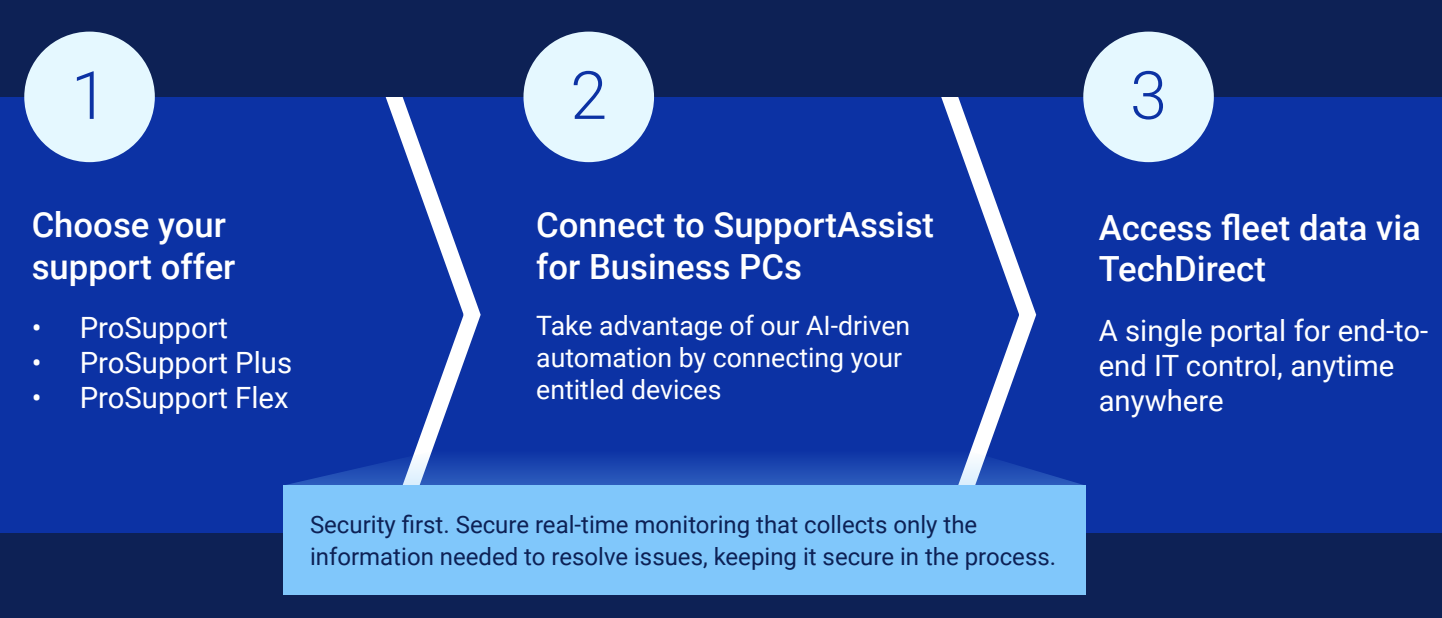 1
Choose your
support offer
• ProSupport
• ProSupport Plus
• ProSupport Flex
2
Connect to SupportAssist
for Business PCs
Take advantage of our AI-driven
automation by connecting your
entitled devices
3
Access fleet data via
TechDirect
A single portal for end-to-
end IT control, anytime
anywhere
Security first. Secure real-time monitoring that collects only the
information needed to resolve issues, keeping it secure in the process.